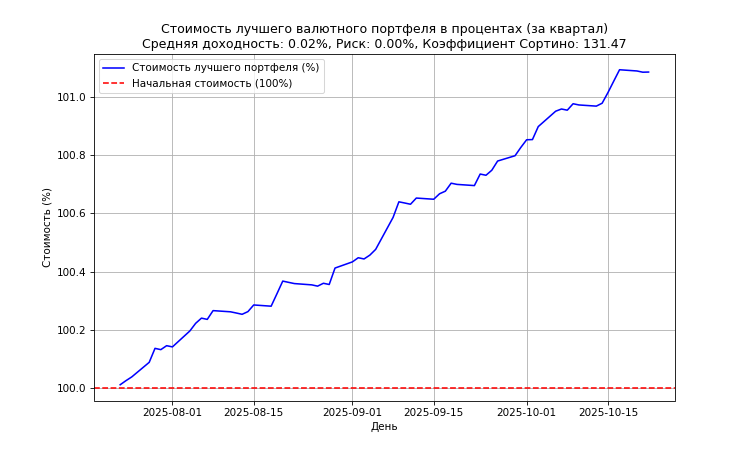 Стоимость лучшего валютного портфеля в процентах (за квартал)
Средняя доходность: 0.02%, Риск: 0.00%, Коэффициент Сортино: 131.47
Стоимость лучшего портфеля (%)
Начальная стоимость (100%)
Стоимость (%)
101.0
100.8
100.6
100.4
100.2
100.0
2025-08-01
2025-08-15
2025-09-01
2025-09-15
2025-10-01
2025-10-15
День